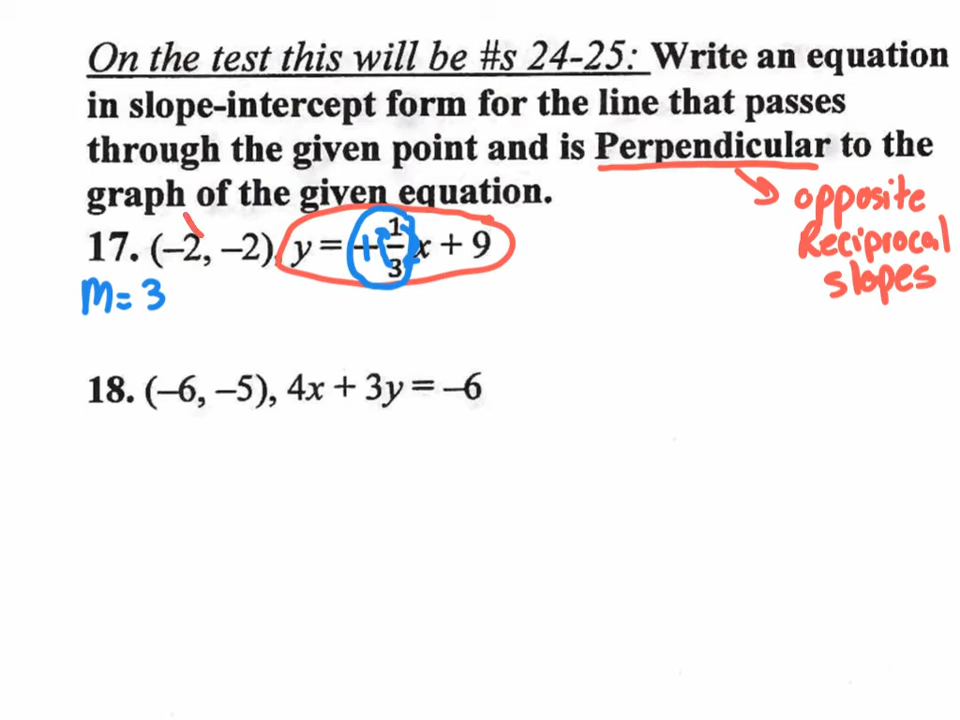 On the test this will be #s 24-25: Write an equation
in slope-intercept form for the line that passes
through the given point and is Perpendicular to the
graph of the given equation.
opposite
Reciprocal
slopes
17. (–2, –2), y = –1/3x + 9
m = 3
18. (–6, –5), 4x + 3y = –6